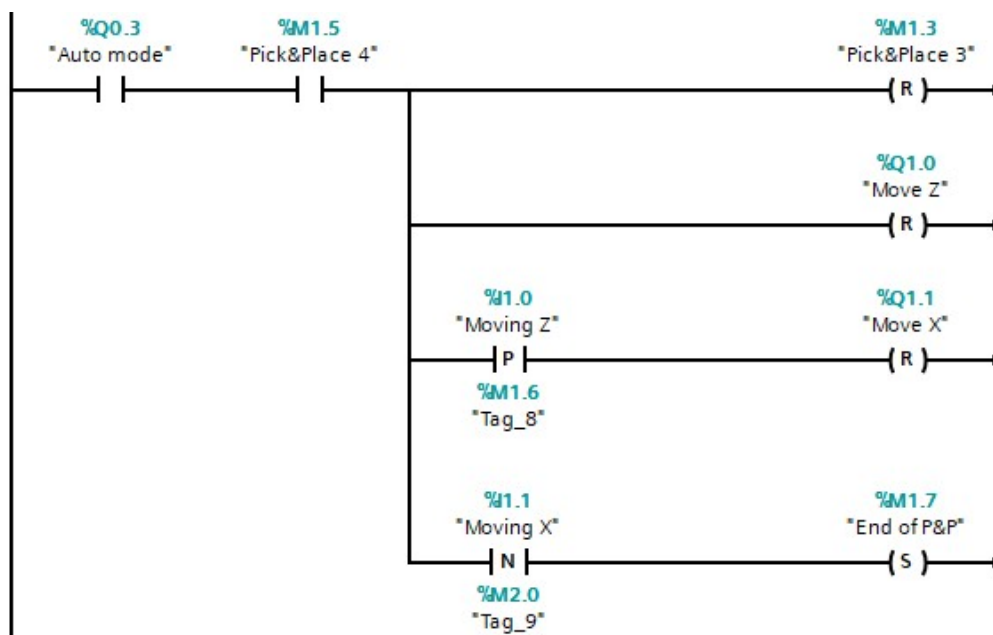 %Q0.3 %M1.5 %M1.3
"Auto mode" "Pick&Place 4" "Pick&Place 3"
R
%Q1.0
"Move Z"
R
%I1.0 %Q1.1
"Moving Z" "Move X"
P R
%M1.6
"Tag_8"
%I1.1 %M1.7
"Moving X" "End of P&P"
N S
%M2.0
"Tag_9"